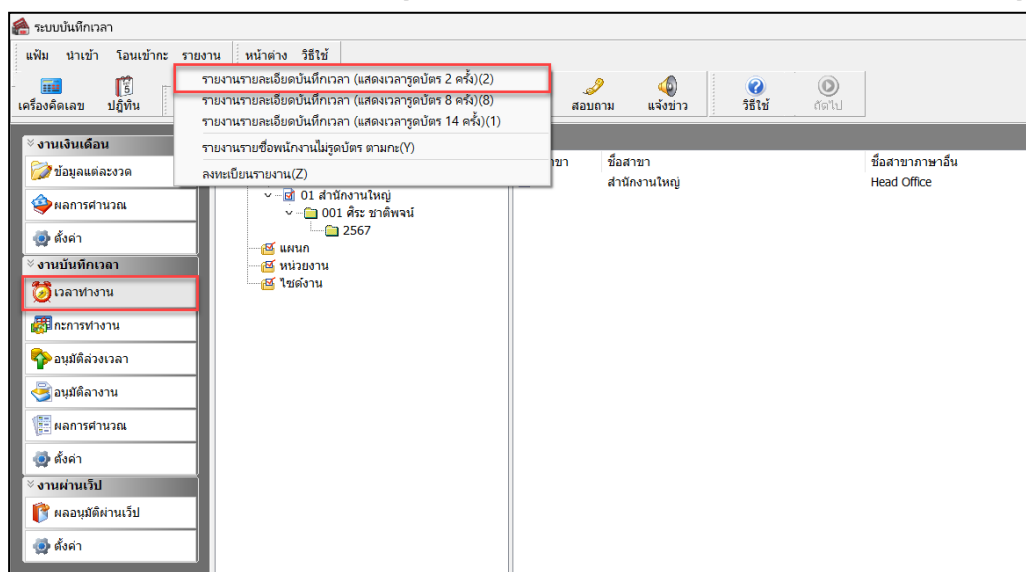 ระบบบันทึกเวลา
แฟ้ม นำเข้า โอนเข้ากะ รายงาน หน้าต่าง วิธีใช้
เครื่องคิดเลข ปฏิทิน สอบถาม แจ้งข่าว วิธีใช้ ถัดไป
รายงานรายละเอียดบันทึกเวลา (แสดงเวลารูดบัตร 2 ครั้ง)(2)
รายงานรายละเอียดบันทึกเวลา (แสดงเวลารูดบัตร 8 ครั้ง)(8)
รายงานรายละเอียดบันทึกเวลา (แสดงเวลารูดบัตร 14 ครั้ง)(1)
รายงานรายชื่อพนักงานไม่รูดบัตร ตามกะ(Y)
ลงทะเบียนรายงาน(Z)
งานเงินเดือน
ข้อมูลแต่ละงวด
ผลการคำนวณ
ตั้งค่า
งานบันทึกเวลา
เวลาทำงาน
กะการทำงาน
อนุมัติล่วงเวลา
อนุมัติลางาน
ผลการคำนวณ
ตั้งค่า
งานผ่านเว็ป
ผลอนุมัติผ่านเว็ป
ตั้งค่า
01 สำนักงานใหญ่
001 ศิระ ชาติพจน์
2567
แผนก
หน่วยงาน
ไซต์งาน
ชื่อสาขา ชื่อสาขาภาษาอื่น
สำนักงานใหญ่ Head Office